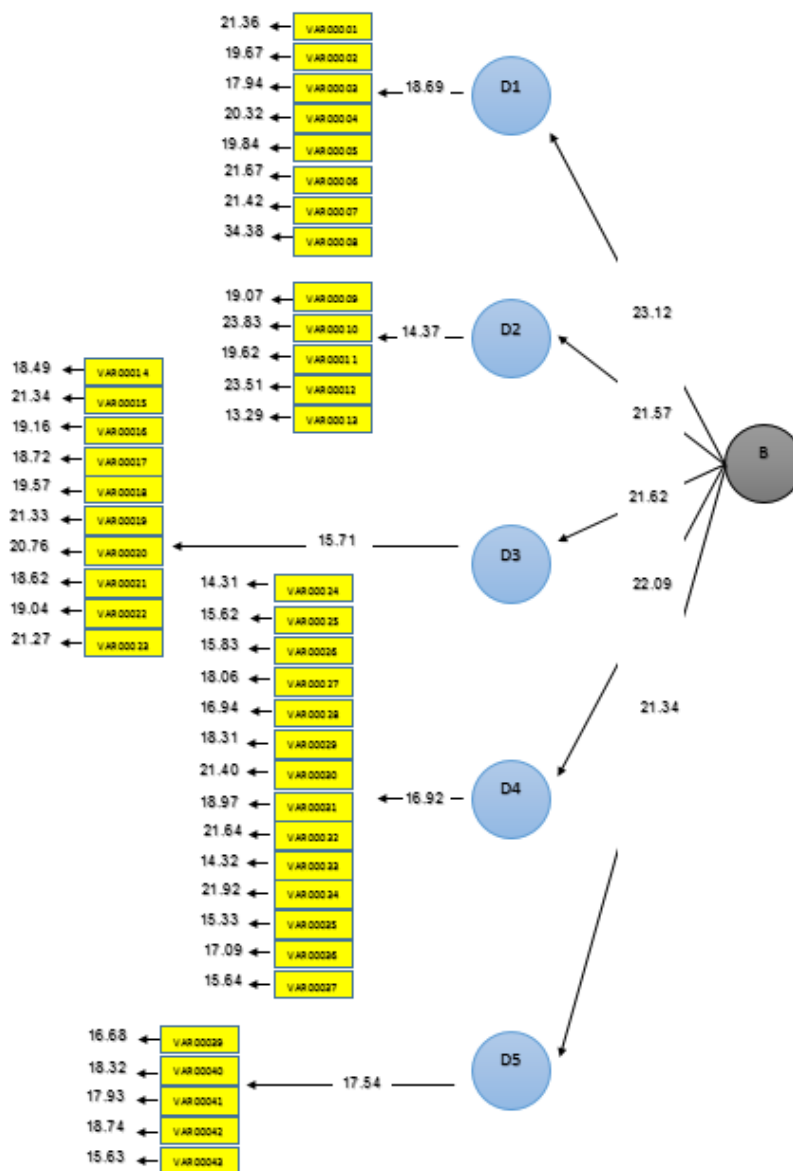 21.36 VAR00001
19.67 VAR00002
17.94 VAR00003
20.32 VAR00004
19.84 VAR00005
21.67 VAR00006
21.42 VAR00007
34.38 VAR00008
18.69 D1
19.07 VAR00009
23.83 VAR00010
19.62 VAR00011
23.51 VAR00012
13.29 VAR00013
14.37 D2
18.49 VAR00014
21.34 VAR00015
19.16 VAR00016
18.72 VAR00017
19.57 VAR00018
21.33 VAR00019
20.76 VAR00020
18.62 VAR00021
19.04 VAR00022
21.27 VAR00023
15.71 D3
14.31 VAR00024
15.62 VAR00025
15.83 VAR00026
18.06 VAR00027
16.94 VAR00028
18.31 VAR00029
21.40 VAR00030
18.97 VAR00031
21.64 VAR00032
14.32 VAR00033
21.92 VAR00034
15.33 VAR00035
17.09 VAR00036
15.64 VAR00037
16.92 D4
16.68 VAR00039
18.32 VAR00040
17.93 VAR00041
18.74 VAR00042
15.63 VAR00043
17.54 D5
23.12
21.57
21.62
22.09
21.34
B